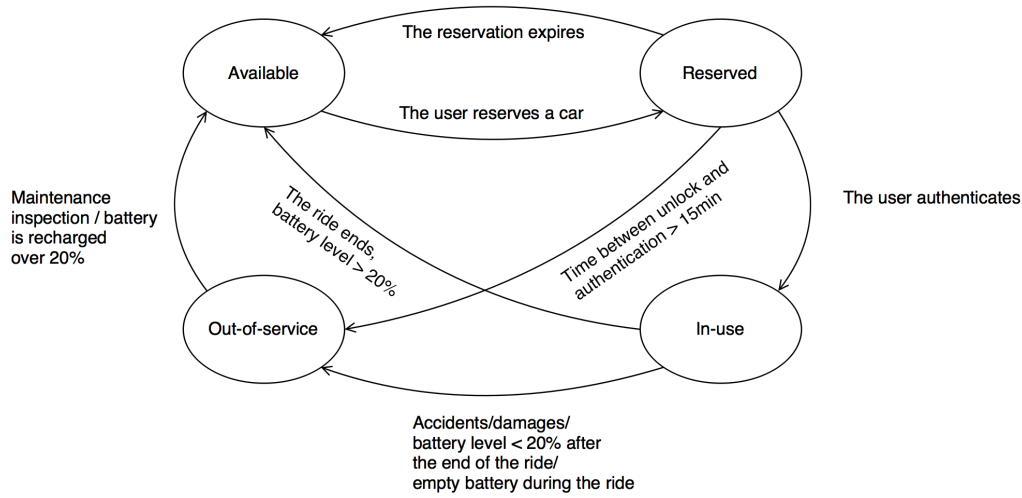 The reservation expires
Available
Reserved
The user reserves a car
Maintenance
inspection / battery
is recharged
over 20%
The ride ends,
battery level > 20%
Time between unlock and
authentication > 15min
The user authenticates
Out-of-service
In-use
Accidents/damages/
battery level < 20% after
the end of the ride/
empty battery during the ride